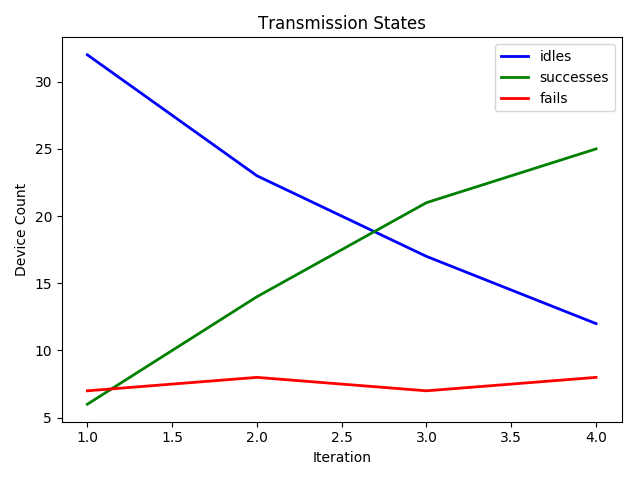 Transmission States
idles
successes
fails
Device Count
30
25
20
15
10
5
1.0 1.5 2.0 2.5 3.0 3.5 4.0
Iteration